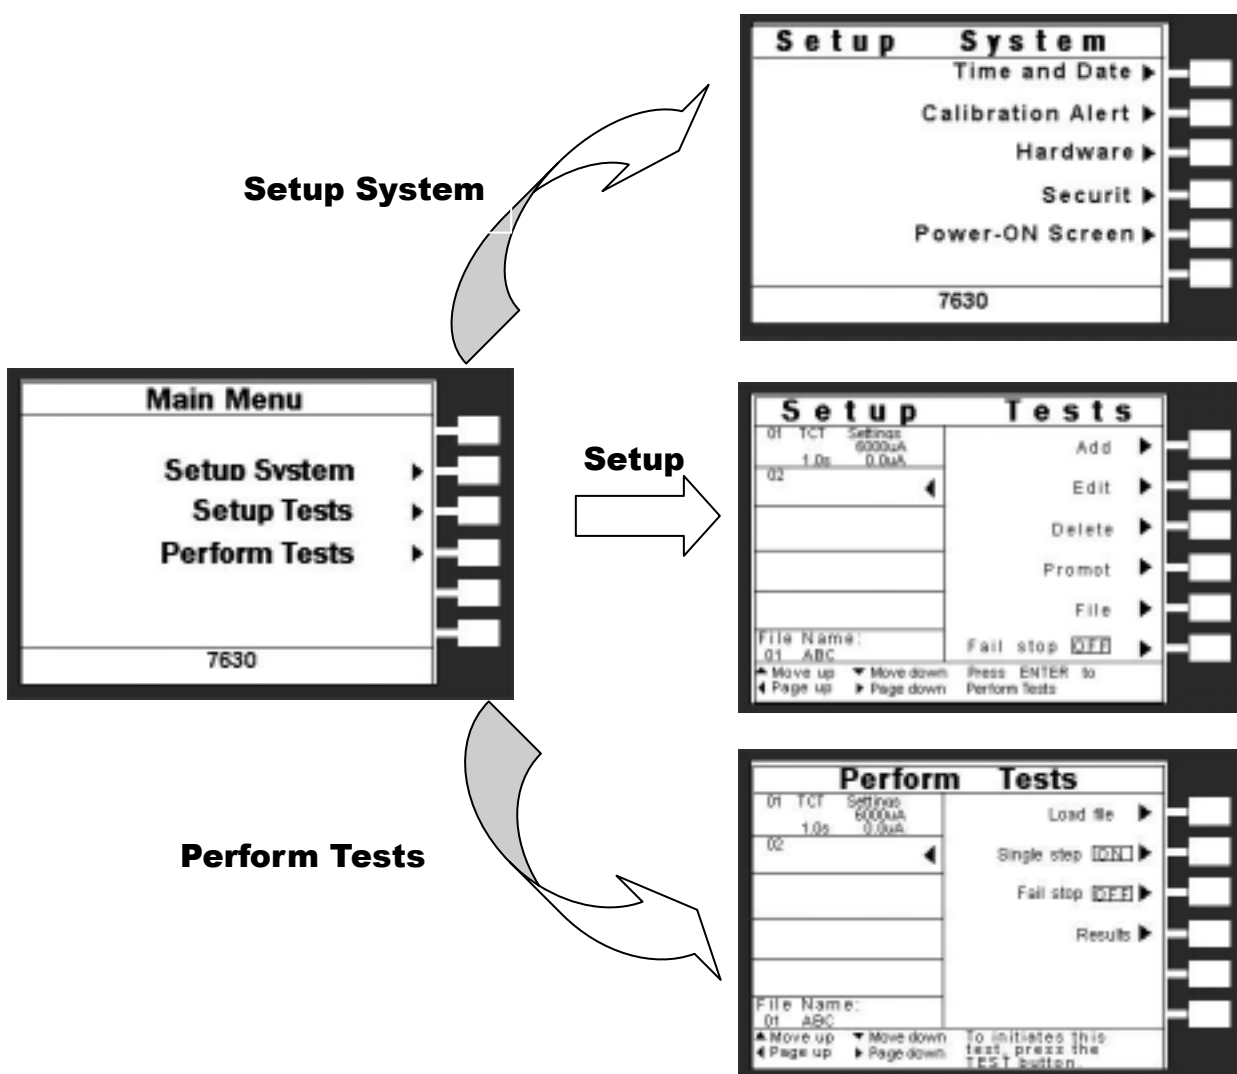 Setup System
Time and Date
Calibration Alert
Hardware
Securit
Power-ON Screen
7630
Setup System
Main Menu
Setup System
Setup Tests
Perform Tests
7630
Setup
Setup Tests
01 TCT Settings
6000uA
1.0s 0.0uA
02
Add
Edit
Delete
Promot
File
Fail stop OFF
File Name:
01 ABC
Move up Move down
Page up Page down
Press ENTER to
Perform Tests
Perform Tests
Perform Tests
01 TCT Settings
6000uA
1.0s 0.0uA
02
Load file
Single step ON
Fail stop OFF
Results
File Name:
01 ABC
Move up Move down
Page up Page down
To initiates this
test, press the
TEST button.